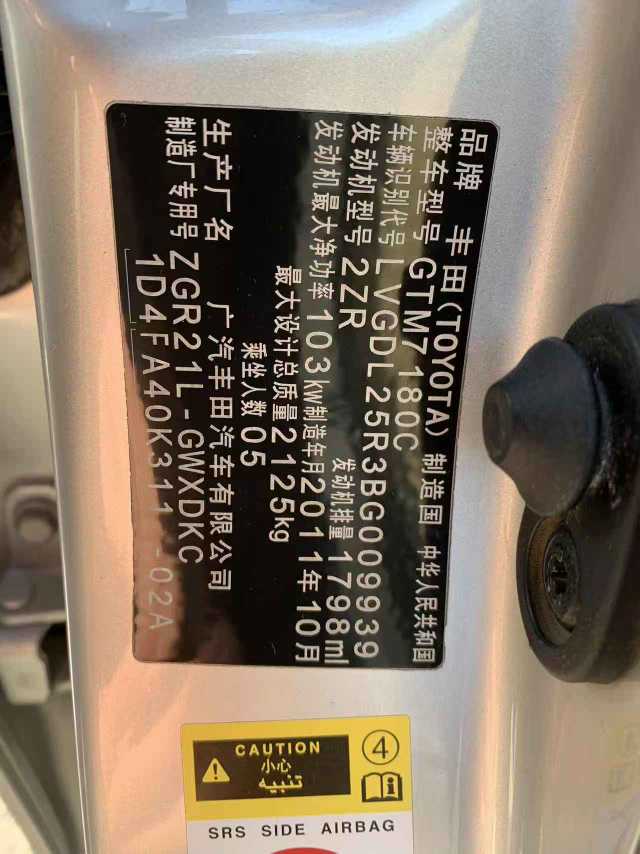 品牌 丰田(TOYOTA) 制造国 中华人民共和国
整车型号 GTM7180C
车辆识别代号 LVGDL25R3BG009939
发动机型号 2ZR 发动机排量 1798ml
发动机最大净功率 103kw 制造年月 2011年10月
最大设计总质量 2125kg
乘坐人数 05
生产厂名 广汽丰田汽车有限公司
制造厂专用号 ZGR21L-GWXDKC
1D4FA40K311 -02A
CAUTION
小心
تنبيه
4
SRS SIDE AIRBAG